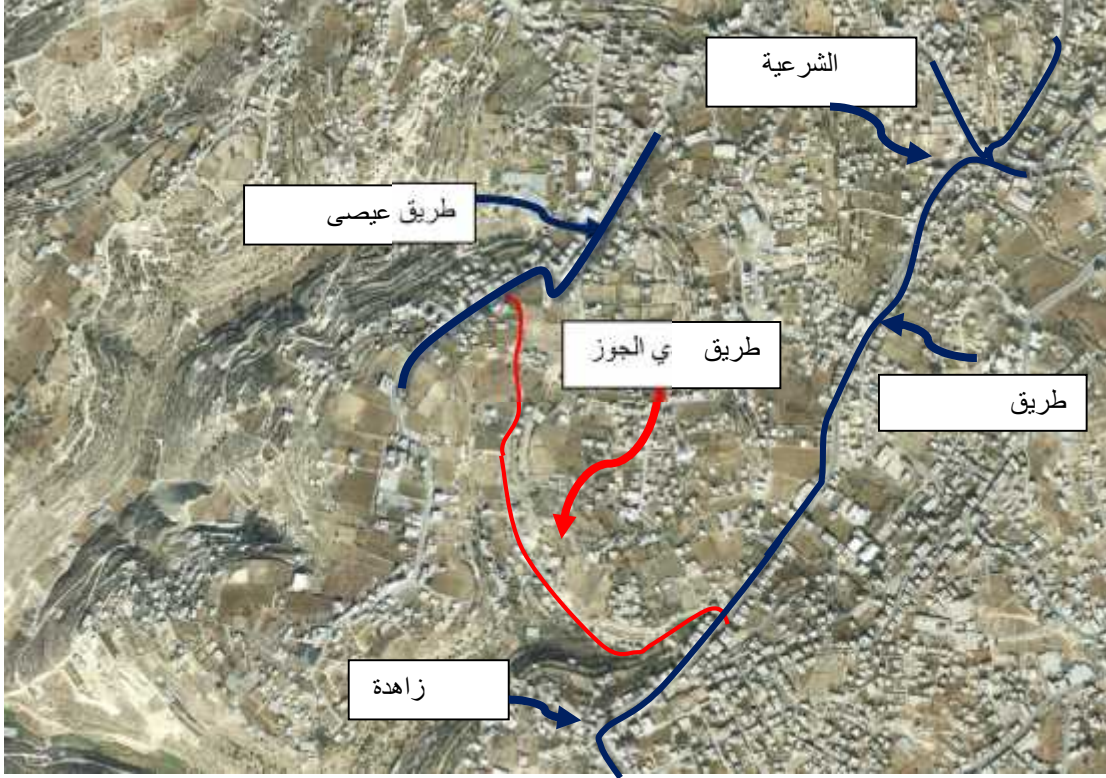 الشرعية
طريق عيصى
طريق ي الجوز
طريق
زاهدة